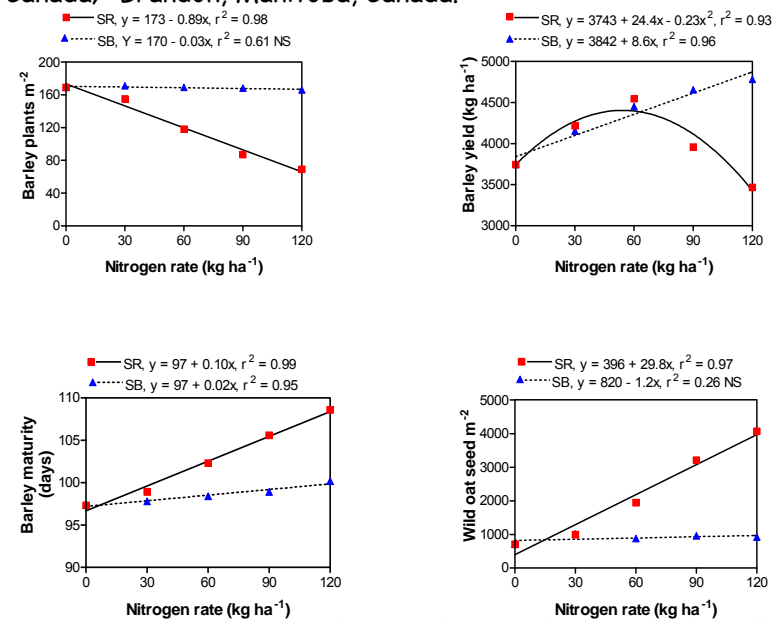 Canada, Brandon, Manitoba, Canada.
SR, y = 173 - 0.89x, r² = 0.98
SB, Y = 170 - 0.03x, r² = 0.61 NS
200
160
120
80
40
0
Barley plants m⁻²
0 30 60 90 120
Nitrogen rate (kg ha⁻¹)
SR, y = 3743 + 24.4x - 0.23x², r² = 0.93
SB, y = 3842 + 8.6x, r² = 0.96
5000
4500
4000
3500
3000
Barley yield (kg ha⁻¹)
0 30 60 90 120
Nitrogen rate (kg ha⁻¹)
SR, y = 97 + 0.10x, r² = 0.99
SB, y = 97 + 0.02x, r² = 0.95
110
105
100
95
90
Barley maturity
(days)
0 30 60 90 120
Nitrogen rate (kg ha⁻¹)
SR, y = 396 + 29.8x, r² = 0.97
SB, y = 820 - 1.2x, r² = 0.26 NS
5000
4000
3000
2000
1000
0
Wild oat seed m⁻²
0 30 60 90 120
Nitrogen rate (kg ha⁻¹)